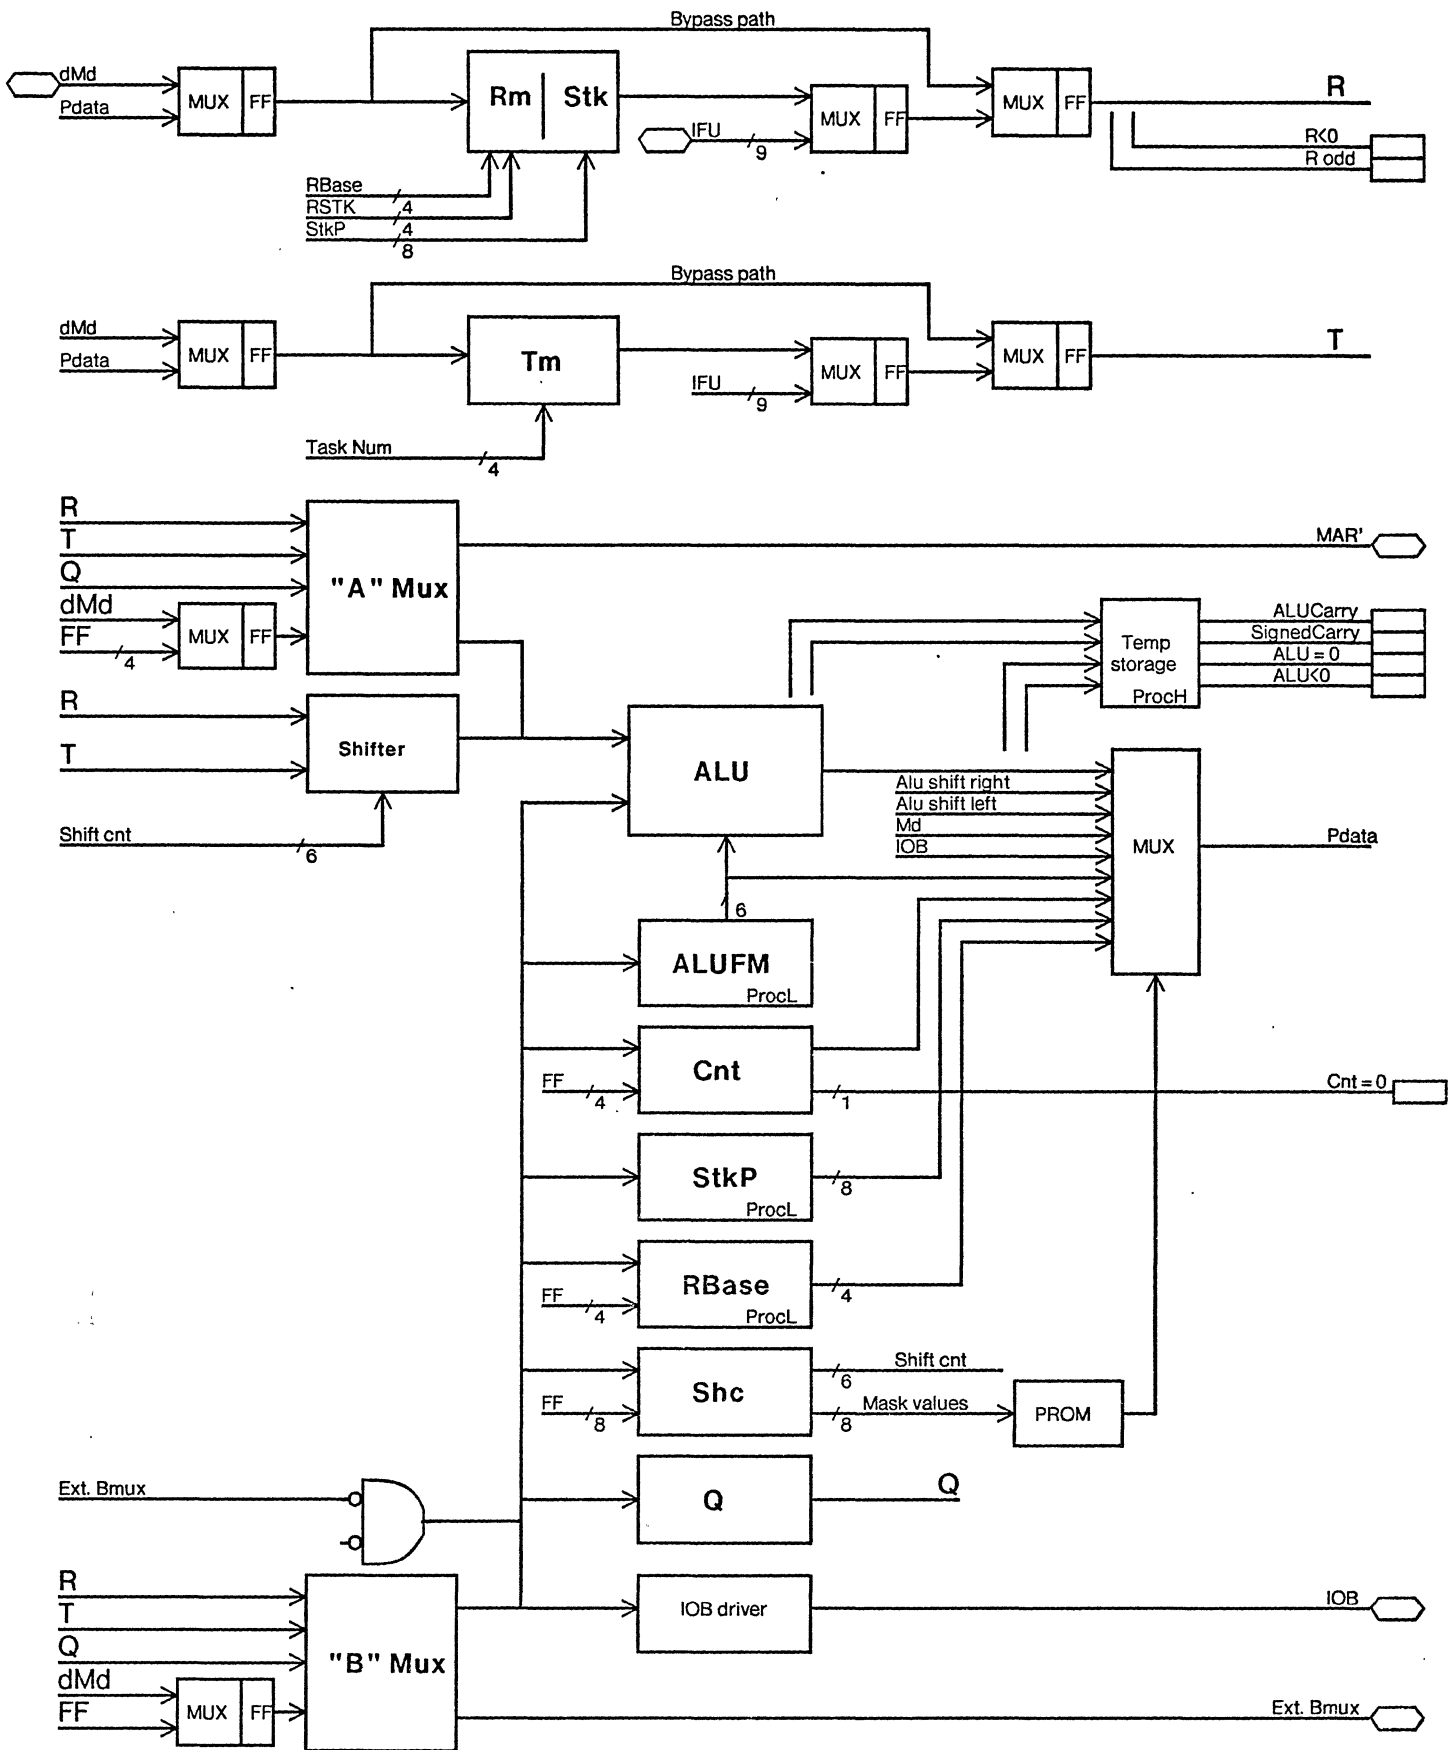 Bypass path
dMd
Pdata
MUX
FF
Rm
Stk
IFU
9
MUX
FF
MUX
FF
R
R<0
R odd
RBase
4
RSTK
4
StkP
8
Bypass path
dMd
Pdata
MUX
FF
Tm
IFU
9
MUX
FF
MUX
FF
T
Task Num
4
R
T
Q
dMd
FF
4
MUX
FF
"A" Mux
MAR'
R
T
Shifter
Shift cnt
6
ALU
Temp
storage
ProcH
ALUCarry
SignedCarry
ALU = 0
ALU<0
Alu shift right
Alu shift left
Md
IOB
MUX
Pdata
6
ALUFM
ProcL
FF
4
Cnt
1
Cnt = 0
StkP
ProcL
8
FF
4
RBase
ProcL
4
FF
8
Shc
6
Shift cnt
8
Mask values
PROM
Ext. Bmux
Q
Q
R
T
Q
dMd
FF
MUX
FF
"B" Mux
IOB driver
IOB
Ext. Bmux